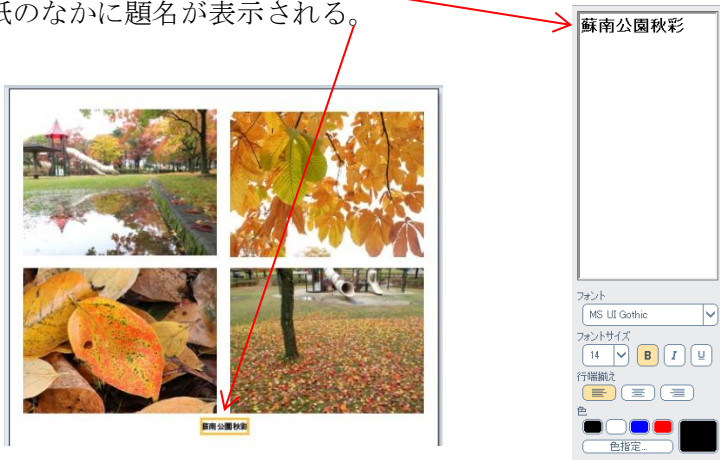 紙のなかに題名が表示される。
蘇南公園秋彩
蘇南公園秋彩
フォント
MS UI Gothic
フォントサイズ
14
B I U
行端揃え
色
色指定...